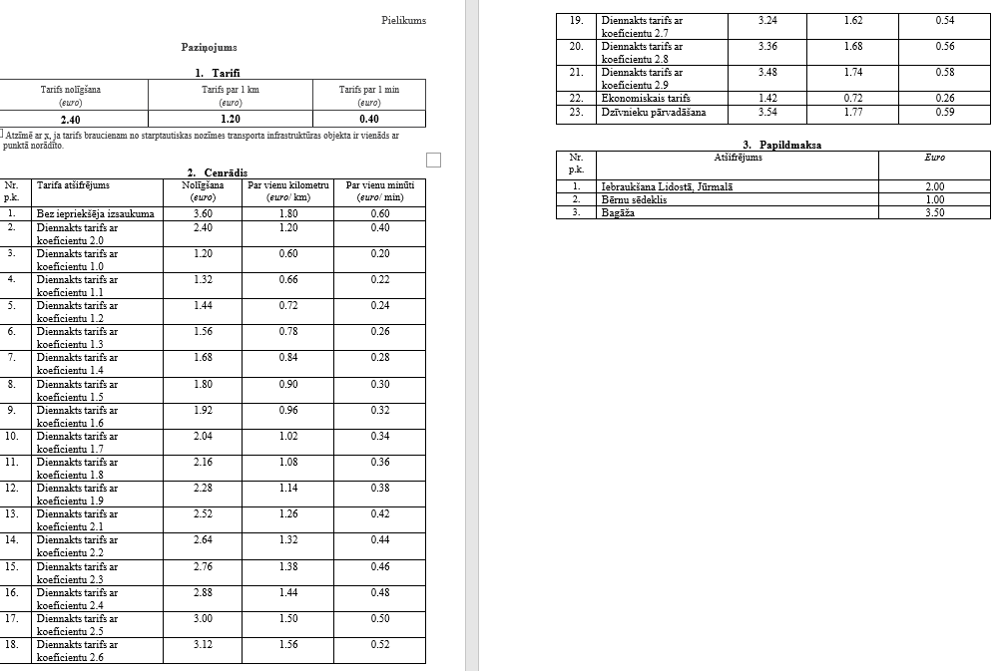 Pielikums
Paziņojums
1. Tarifi
Tarifs nolīgšana Tarifs par 1 km Tarifs par 1 min
(euro) (euro) (euro)
2.40 1.20 0.40
Atzīmē ar x, ja tarifs braucienam no starptautiskas nozīmes transporta infrastruktūras objekta ir vienāds ar
punktā norādīto.
2. Cenrādis
Nr. Tarifa atšifrējums Nolīgšana Par vienu kilometru Par vienu minūti
p.k. (euro) (euro/ km) (euro/ min)
1. Bez iepriekšēja izsaukuma 3.60 1.80 0.60
2. Diennakts tarifs ar 2.40 1.20 0.40
koeficientu 2.0
3. Diennakts tarifs ar 1.20 0.60 0.20
koeficientu 1.0
4. Diennakts tarifs ar 1.32 0.66 0.22
koeficientu 1.1
5. Diennakts tarifs ar 1.44 0.72 0.24
koeficientu 1.2
6. Diennakts tarifs ar 1.56 0.78 0.26
koeficientu 1.3
7. Diennakts tarifs ar 1.68 0.84 0.28
koeficientu 1.4
8. Diennakts tarifs ar 1.80 0.90 0.30
koeficientu 1.5
9. Diennakts tarifs ar 1.92 0.96 0.32
koeficientu 1.6
10. Diennakts tarifs ar 2.04 1.02 0.34
koeficientu 1.7
11. Diennakts tarifs ar 2.16 1.08 0.36
koeficientu 1.8
12. Diennakts tarifs ar 2.28 1.14 0.38
koeficientu 1.9
13. Diennakts tarifs ar 2.52 1.26 0.42
koeficientu 2.1
14. Diennakts tarifs ar 2.64 1.32 0.44
koeficientu 2.2
15. Diennakts tarifs ar 2.76 1.38 0.46
koeficientu 2.3
16. Diennakts tarifs ar 2.88 1.44 0.48
koeficientu 2.4
17. Diennakts tarifs ar 3.00 1.50 0.50
koeficientu 2.5
18. Diennakts tarifs ar 3.12 1.56 0.52
koeficientu 2.6
19. Diennakts tarifs ar 3.24 1.62 0.54
koeficientu 2.7
20. Diennakts tarifs ar 3.36 1.68 0.56
koeficientu 2.8
21. Diennakts tarifs ar 3.48 1.74 0.58
koeficientu 2.9
22. Ekonomiskais tarifs 1.42 0.72 0.26
23. Dzīvnieku pārvadāšana 3.54 1.77 0.59
3. Papildmaksa
Nr. Atšifrējums Euro
p.k.
1. Iebraukšana Lidostā, Jūrmalā 2.00
2. Bērnu sēdeklis 1.00
3. Bagāža 3.50